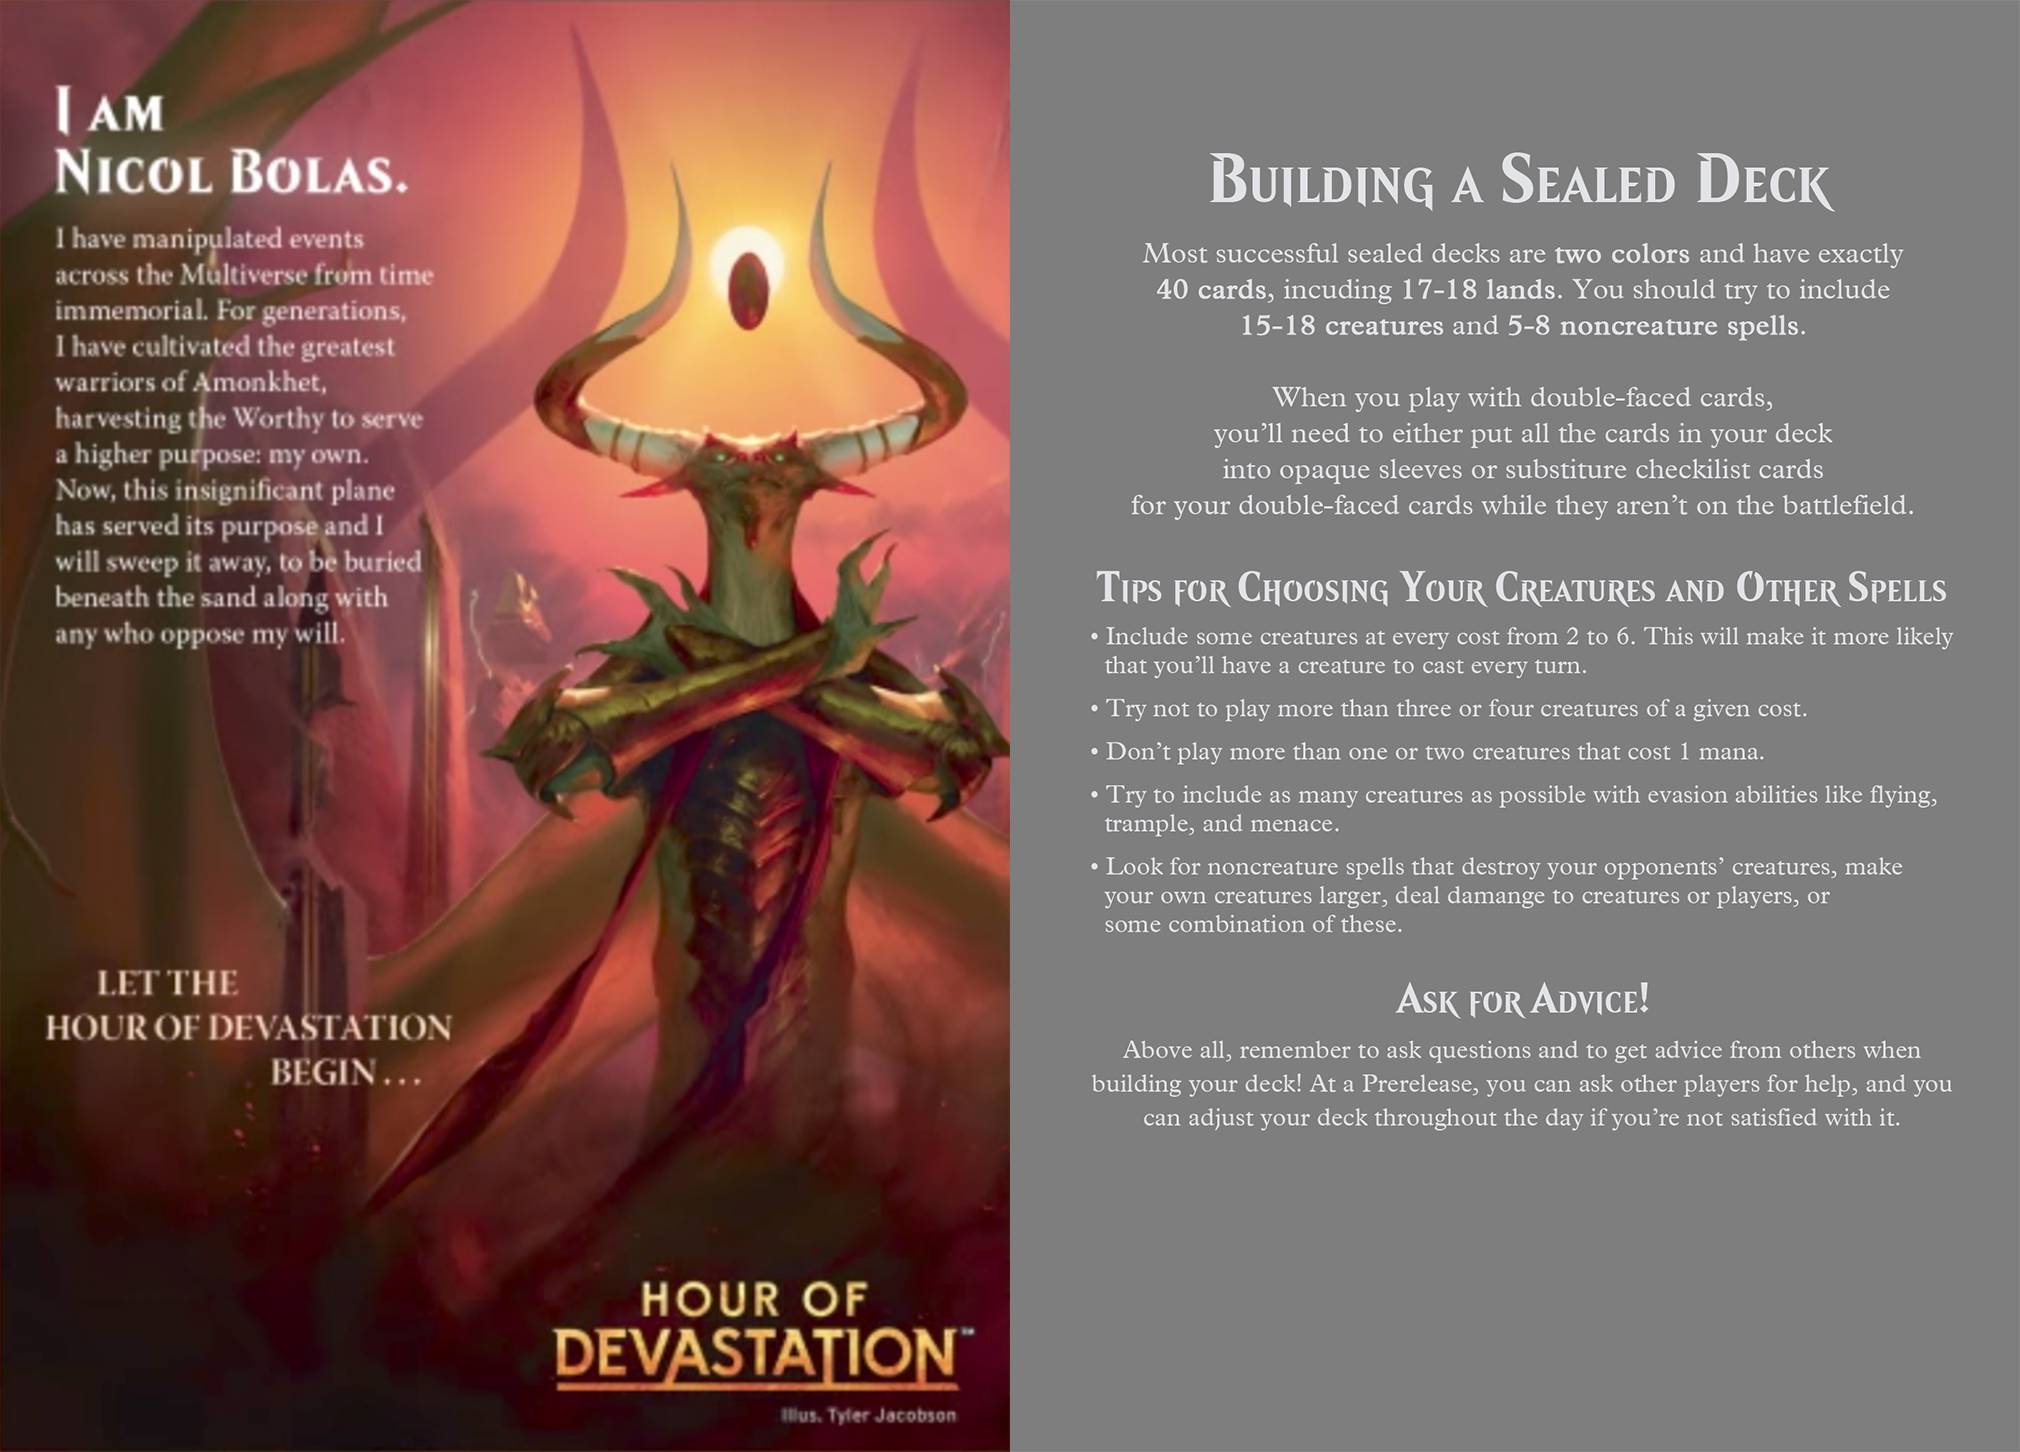 I AM
NICOL BOLAS.
I have manipulated events
across the Multiverse from time
immemorial. For generations,
I have cultivated the greatest
warriors of Amonkhet,
harvesting the Worthy to serve
a higher purpose: my own.
Now, this insignificant plane
has served its purpose and I
will sweep it away, to be buried
beneath the sand along with
any who oppose my will.
LET THE
HOUR OF DEVASTATION
BEGIN...
HOUR OF
DEVASTATION™
Illus. Tyler Jacobson
BUILDING A SEALED DECK
Most successful sealed decks are two colors and have exactly
40 cards, incuding 17-18 lands. You should try to include
15-18 creatures and 5-8 noncreature spells.
When you play with double-faced cards,
you'll need to either put all the cards in your deck
into opaque sleeves or substiture checkilist cards
for your double-faced cards while they aren't on the battlefield.
TIPS FOR CHOOSING YOUR CREATURES AND OTHER SPELLS
• Include some creatures at every cost from 2 to 6. This will make it more likely
that you'll have a creature to cast every turn.
• Try not to play more than three or four creatures of a given cost.
• Don't play more than one or two creatures that cost 1 mana.
• Try to include as many creatures as possible with evasion abilities like flying,
trample, and menace.
• Look for noncreature spells that destroy your opponents' creatures, make
your own creatures larger, deal damange to creatures or players, or
some combination of these.
ASK FOR ADVICE!
Above all, remember to ask questions and to get advice from others when
building your deck! At a Prerelease, you can ask other players for help, and you
can adjust your deck throughout the day if you're not satisfied with it.